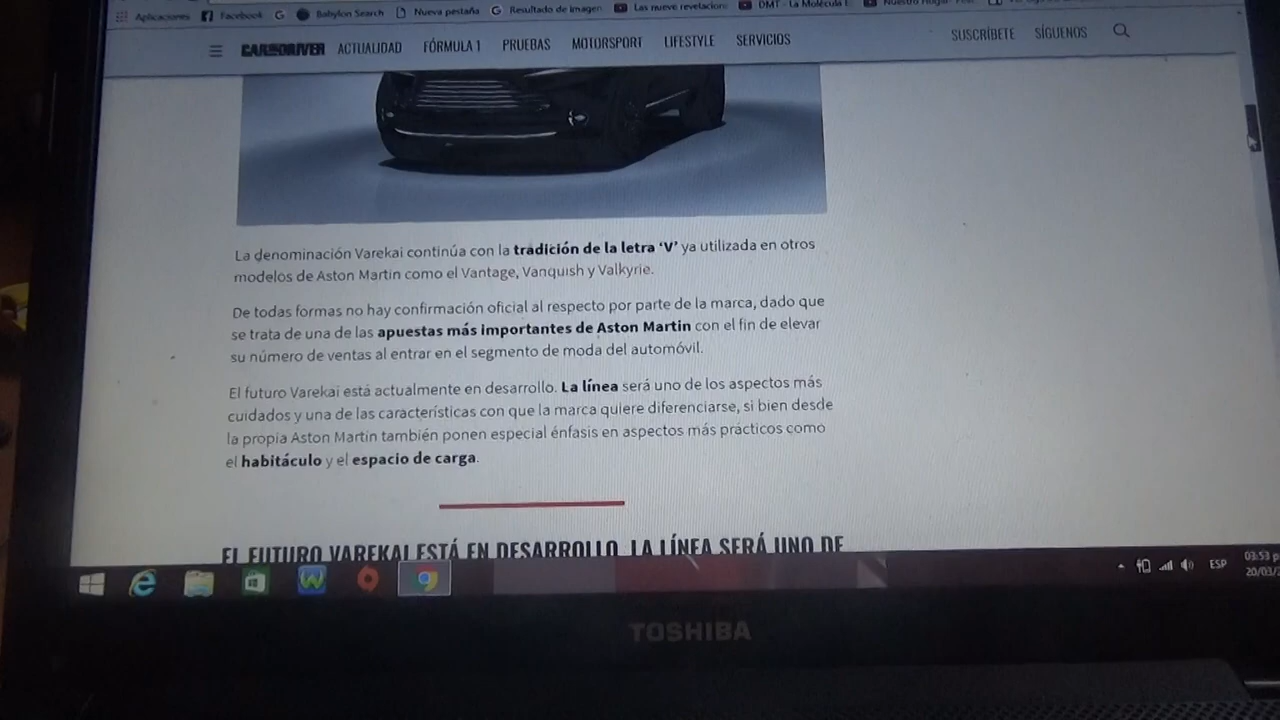 Aplicaciones Facebook Babylon Search Nueva pestaña Resultado de imagen Las nueve revelacione DMT - La Molécula
CAR AND DRIVER ACTUALIDAD FÓRMULA 1 PRUEBAS MOTORSPORT LIFESTYLE SERVICIOS SUSCRÍBETE SÍGUENOS
La denominación Varekai continúa con la tradición de la letra ‘V’ ya utilizada en otros
modelos de Aston Martin como el Vantage, Vanquish y Valkyrie.
De todas formas no hay confirmación oficial al respecto por parte de la marca, dado que
se trata de una de las apuestas más importantes de Aston Martin con el fin de elevar
su número de ventas al entrar en el segmento de moda del automóvil.
El futuro Varekai está actualmente en desarrollo. La línea será uno de los aspectos más
cuidados y una de las características con que la marca quiere diferenciarse, si bien desde
la propia Aston Martin también ponen especial énfasis en aspectos más prácticos como
el habitáculo y el espacio de carga.
EL FUTURO VAREKAI ESTÁ EN DESARROLLO. LA LÍNEA SERÁ UNO DE
ESP
03:53 p
20/03/
TOSHIBA